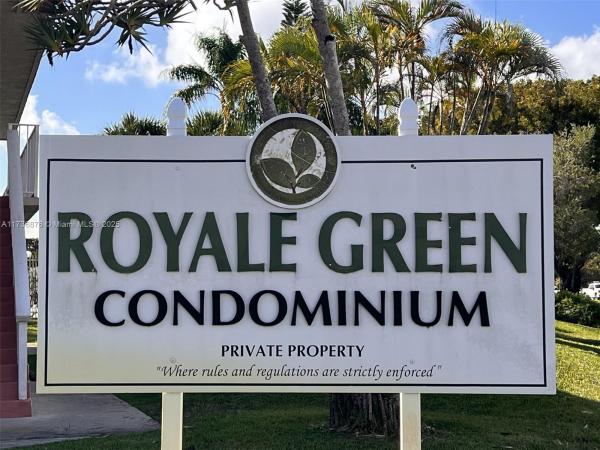 ROYALE GREEN
CONDOMINIUM
PRIVATE PROPERTY
"Where rules and regulations are strictly enforced"